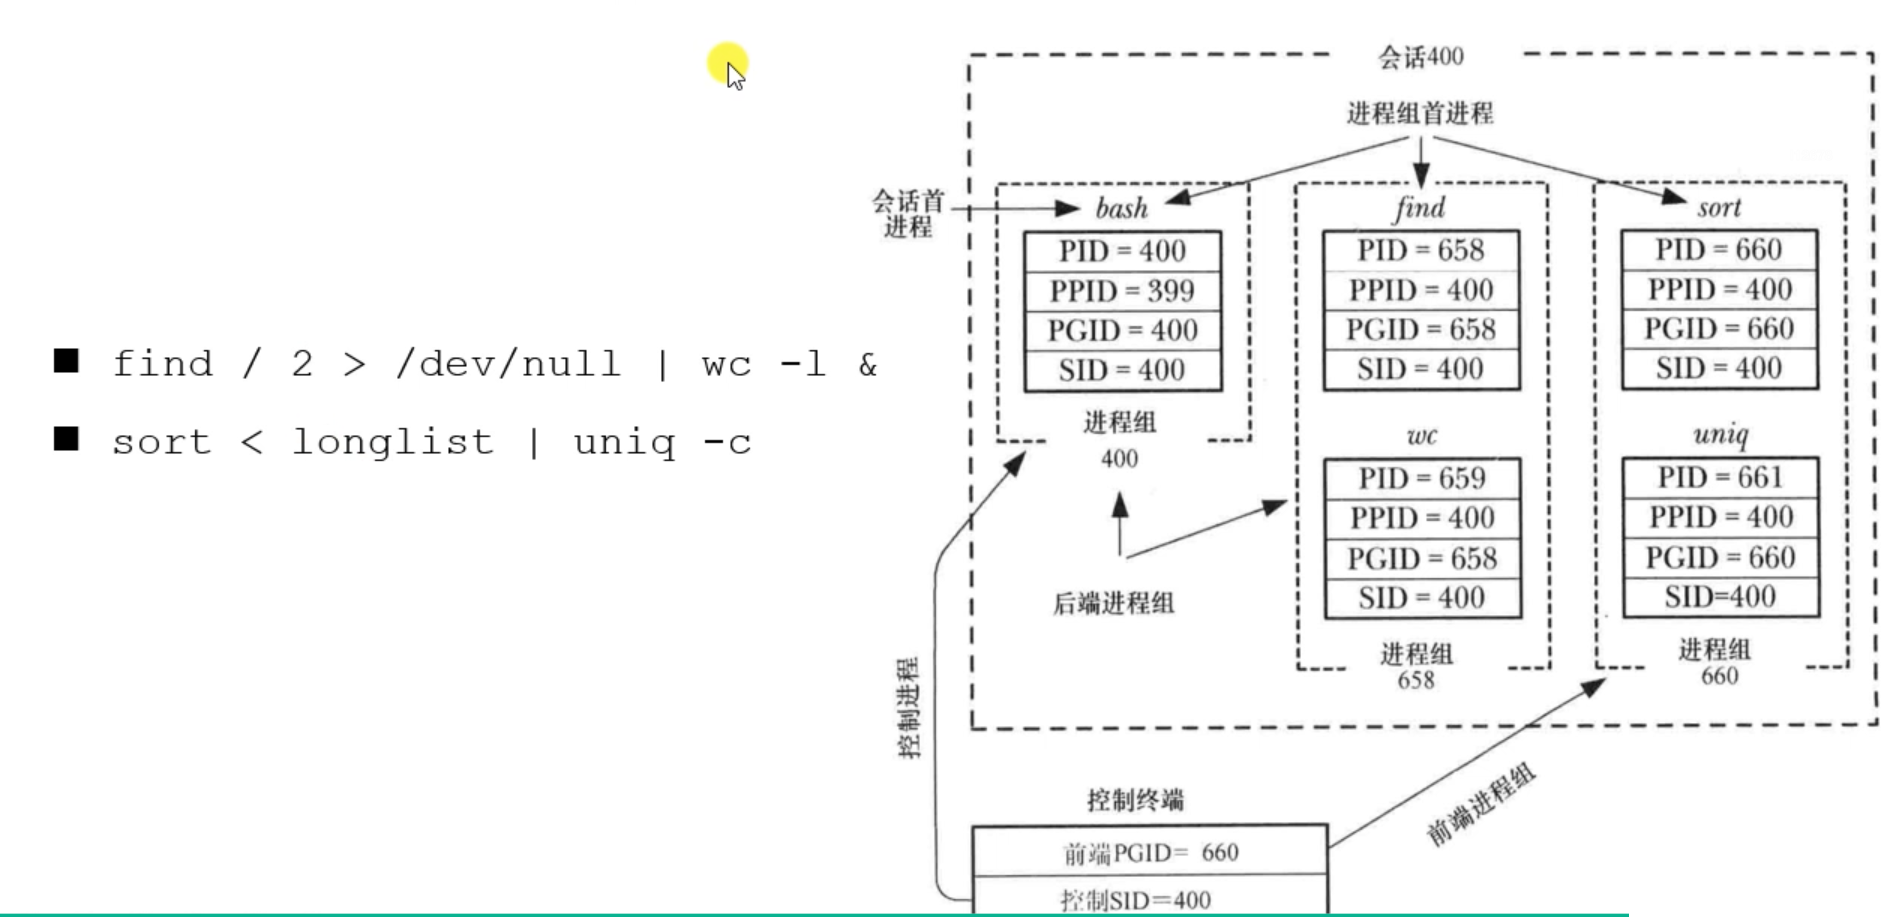 find / 2 > /dev/null | wc -l &
sort < longlist | uniq -c
会话400
进程组首进程
会话首
进程
bash
PID = 400
PPID = 399
PGID = 400
SID = 400
进程组
400
find
PID = 658
PPID = 400
PGID = 658
SID = 400
wc
PID = 659
PPID = 400
PGID = 658
SID = 400
进程组
658
sort
PID = 660
PPID = 400
PGID = 660
SID = 400
uniq
PID = 661
PPID = 400
PGID = 660
SID=400
进程组
660
后端进程组
控制进程
前端进程组
控制终端
前端PGID= 660
控制SID=400